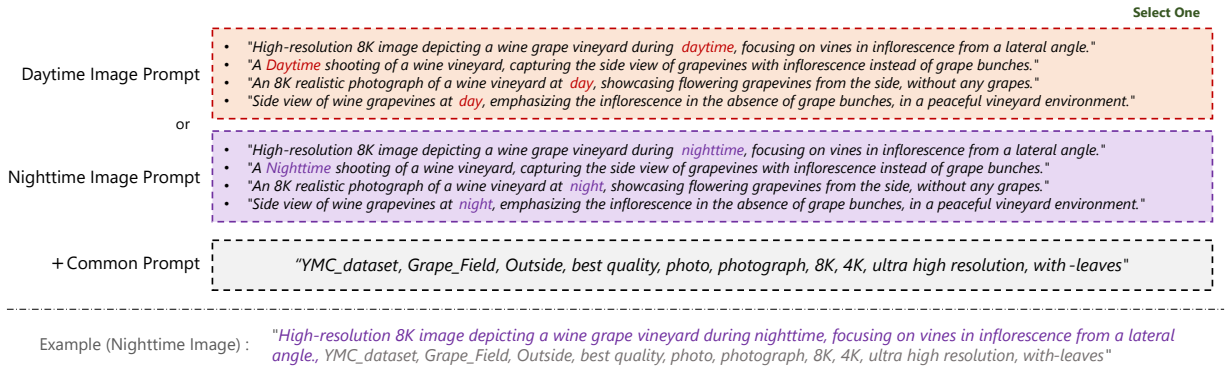 Select One
Daytime Image Prompt
• "High-resolution 8K image depicting a wine grape vineyard during daytime, focusing on vines in inflorescence from a lateral angle."
• "A Daytime shooting of a wine vineyard, capturing the side view of grapevines with inflorescence instead of grape bunches."
• "An 8K realistic photograph of a wine vineyard at day, showcasing flowering grapevines from the side, without any grapes."
• "Side view of wine grapevines at day, emphasizing the inflorescence in the absence of grape bunches, in a peaceful vineyard environment."
or
Nighttime Image Prompt
• "High-resolution 8K image depicting a wine grape vineyard during nighttime, focusing on vines in inflorescence from a lateral angle."
• "A Nighttime shooting of a wine vineyard, capturing the side view of grapevines with inflorescence instead of grape bunches."
• "An 8K realistic photograph of a wine vineyard at night, showcasing flowering grapevines from the side, without any grapes."
• "Side view of wine grapevines at night, emphasizing the inflorescence in the absence of grape bunches, in a peaceful vineyard environment."
+Common Prompt
“YMC_dataset, Grape_Field, Outside, best quality, photo, photograph, 8K, 4K, ultra high resolution, with-leaves"
Example (Nighttime Image) :
"High-resolution 8K image depicting a wine grape vineyard during nighttime, focusing on vines in inflorescence from a lateral
angle., YMC_dataset, Grape_Field, Outside, best quality, photo, photograph, 8K, 4K, ultra high resolution, with-leaves"